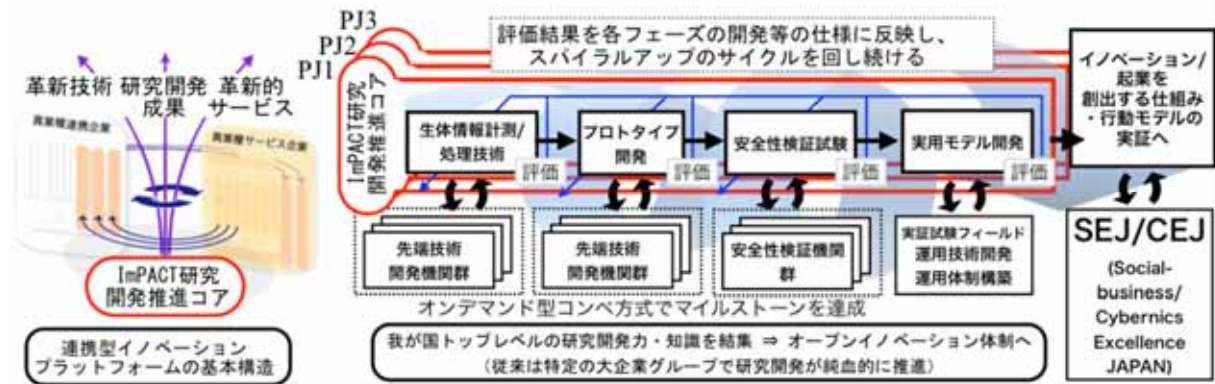 革新技術
研究開発
成果
革新的
サービス
異業種連携企業
異業種サービス企業
ImPACT研究
開発推進コア
連携型イノベーション
プラットフォームの基本構造
PJ3
PJ2
PJ1
ImPACT研究
開発推進コア
評価結果を各フェーズの開発等の仕様に反映し、
スパイラルアップのサイクルを回し続ける
生体情報計測/
処理技術
評価
プロトタイプ
開発
評価
安全性検証試験
評価
実用モデル開発
評価
イノベーション/
起業を
創出する仕組み
・行動モデルの
実証へ
先端技術
開発機関群
先端技術
開発機関群
安全性検証機関
群
実証試験フィールド
運用技術開発
運用体制構築
オンデマンド型コンペ方式でマイルストーンを達成
我が国トップレベルの研究開発力・知識を結集 ⇒ オープンイノベーション体制へ
(従来は特定の大企業グループで研究開発が純血的に推進)
SEJ/CEJ
(Social-
business/
Cybernics
Excellence
JAPAN)